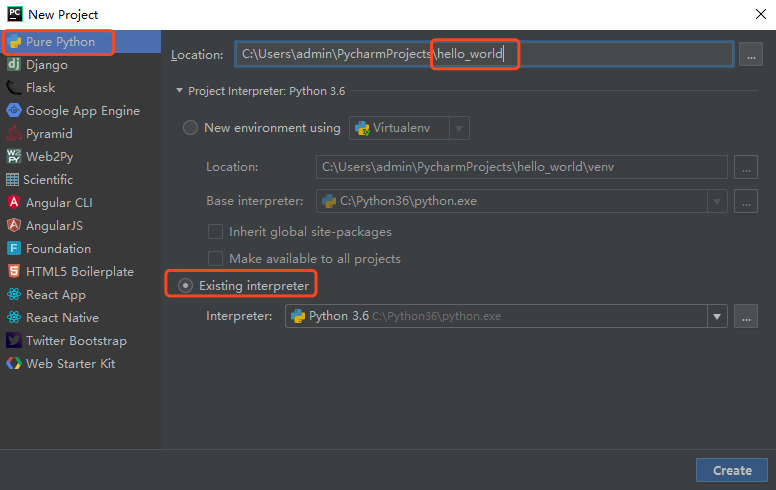 PC New Project
Pure Python
Django
Flask
Google App Engine
Pyramid
Web2Py
Scientific
Angular CLI
AngularJS
Foundation
HTML5 Boilerplate
React App
React Native
Twitter Bootstrap
Web Starter Kit
Location: C:\Users\admin\PycharmProjects\hello_world ...
Project Interpreter: Python 3.6
New environment using Virtualenv
Location: C:\Users\admin\PycharmProjects\hello_world\venv ...
Base interpreter: C:\Python36\python.exe ...
Inherit global site-packages
Make available to all projects
Existing interpreter
Interpreter: Python 3.6 C:\Python36\python.exe ...
Create